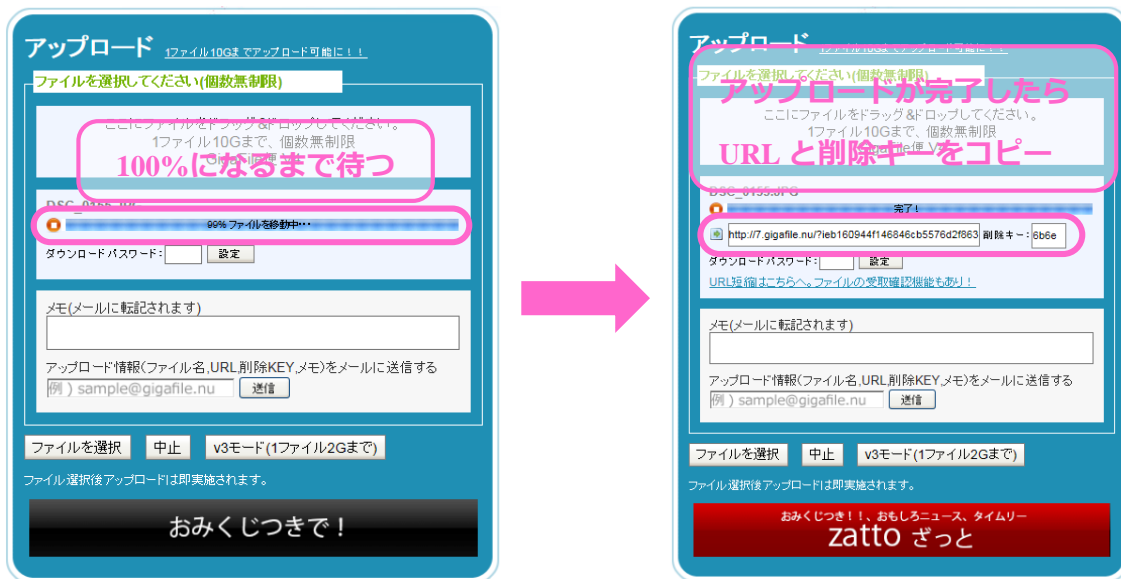 アップロード 1ファイル10Gまでアップロード可能に！！
ファイルを選択してください(個数無制限)
ここにファイルをドラッグ&ドロップしてください。
1ファイル10Gまで、個数無制限
100%になるまで待つ
99% ファイルを移動中・・・
ダウンロードパスワード： 設定
メモ(メールに転記されます)
アップロード情報(ファイル名,URL,削除KEY,メモ)をメールに送信する
例 ) sample@gigafile.nu 送信
ファイルを選択 中止 v3モード(1ファイル2Gまで)
ファイル選択後アップロードは即実施されます。
おみくじつきで！
アップロード 1ファイル10Gまでアップロード可能に！！
ファイルを選択してください(個数無制限)
アップロードが完了したら
ここにファイルをドラッグ&ドロップしてください。
1ファイル10Gまで、個数無制限
URL と削除キーをコピー
DSC_0155.JPG
完了！
http://7.gigafile.nu/?ieb160944f146846cb5576d2f863 削除キー：6b6e
ダウンロードパスワード： 設定
URL短縮はこちらへ。ファイルの受取確認機能もあり！
メモ(メールに転記されます)
アップロード情報(ファイル名,URL,削除KEY,メモ)をメールに送信する
例 ) sample@gigafile.nu 送信
ファイルを選択 中止 v3モード(1ファイル2Gまで)
ファイル選択後アップロードは即実施されます。
おみくじつき！！、おもしろニュース、タイムリー
zatto ざっと